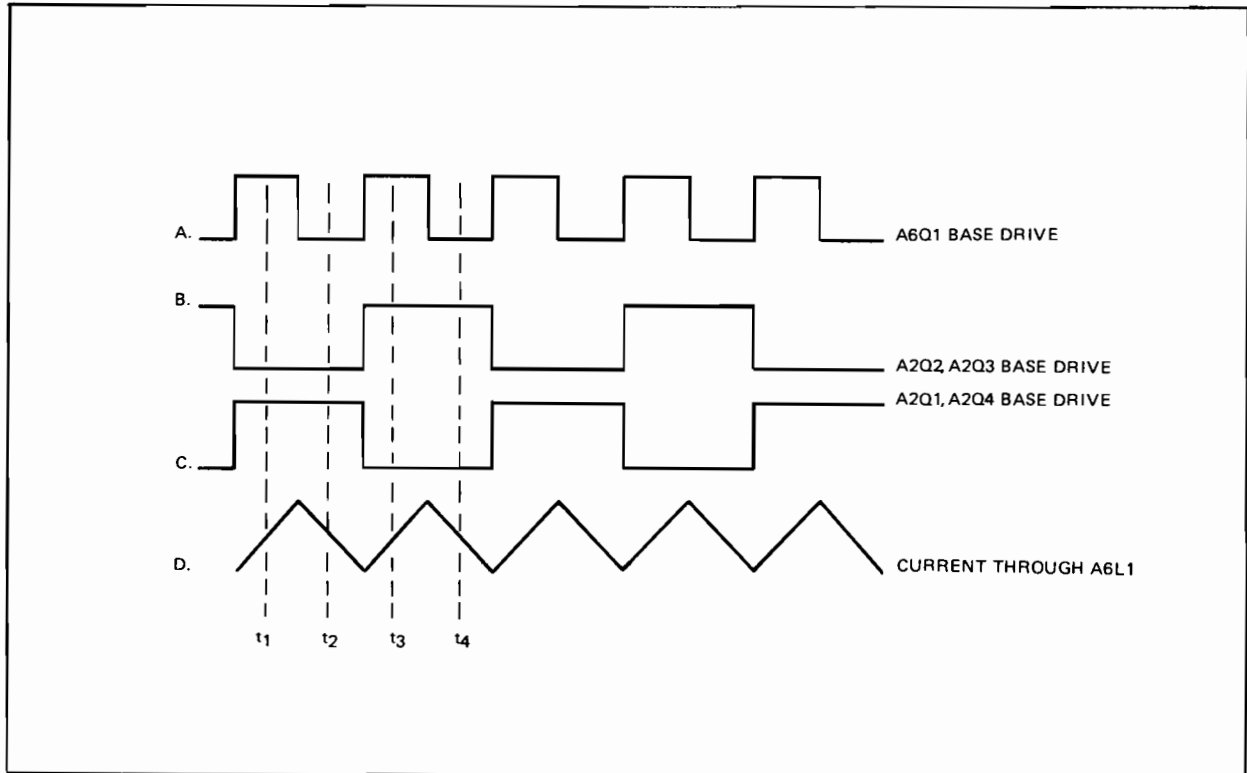 A.
A6Q1 BASE DRIVE
B.
A2Q2, A2Q3 BASE DRIVE
A2Q1, A2Q4 BASE DRIVE
C.
D.
CURRENT THROUGH A6L1
t1 t2 t3 t4